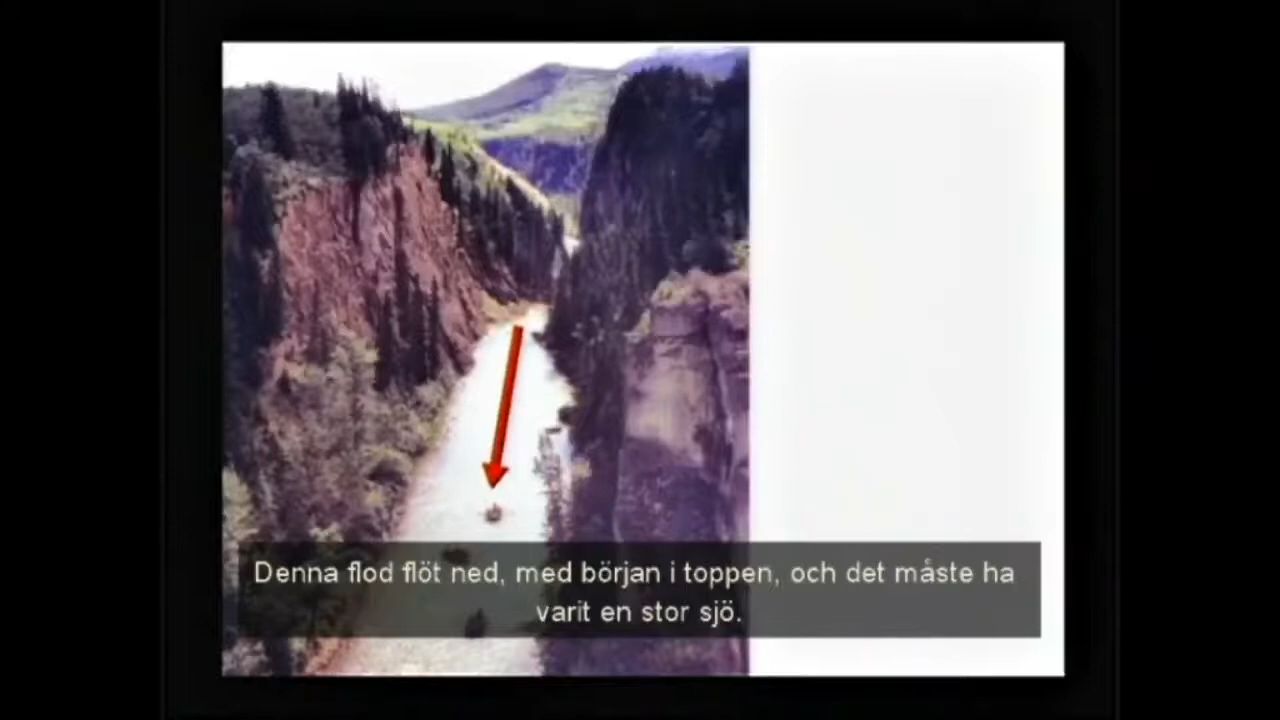 Denna flod flöt ned, med början i toppen, och det måste ha
varit en stor sjö.